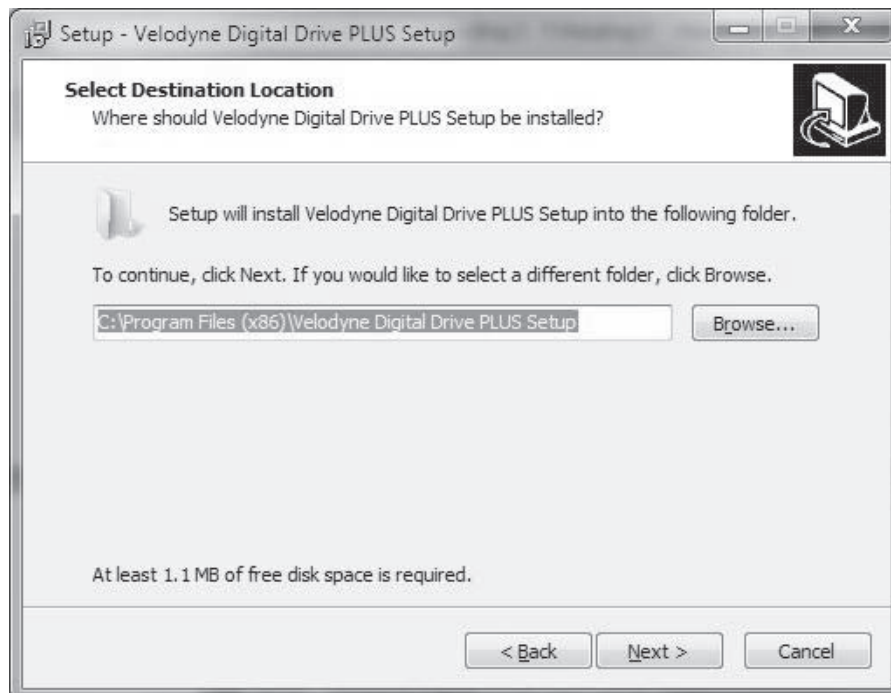 Setup - Velodyne Digital Drive PLUS Setup
Select Destination Location
Where should Velodyne Digital Drive PLUS Setup be installed?
Setup will install Velodyne Digital Drive PLUS Setup into the following folder.
To continue, click Next. If you would like to select a different folder, click Browse.
C:\Program Files (x86)\Velodyne Digital Drive PLUS Setup
Browse...
At least 1.1 MB of free disk space is required.
< Back
Next >
Cancel